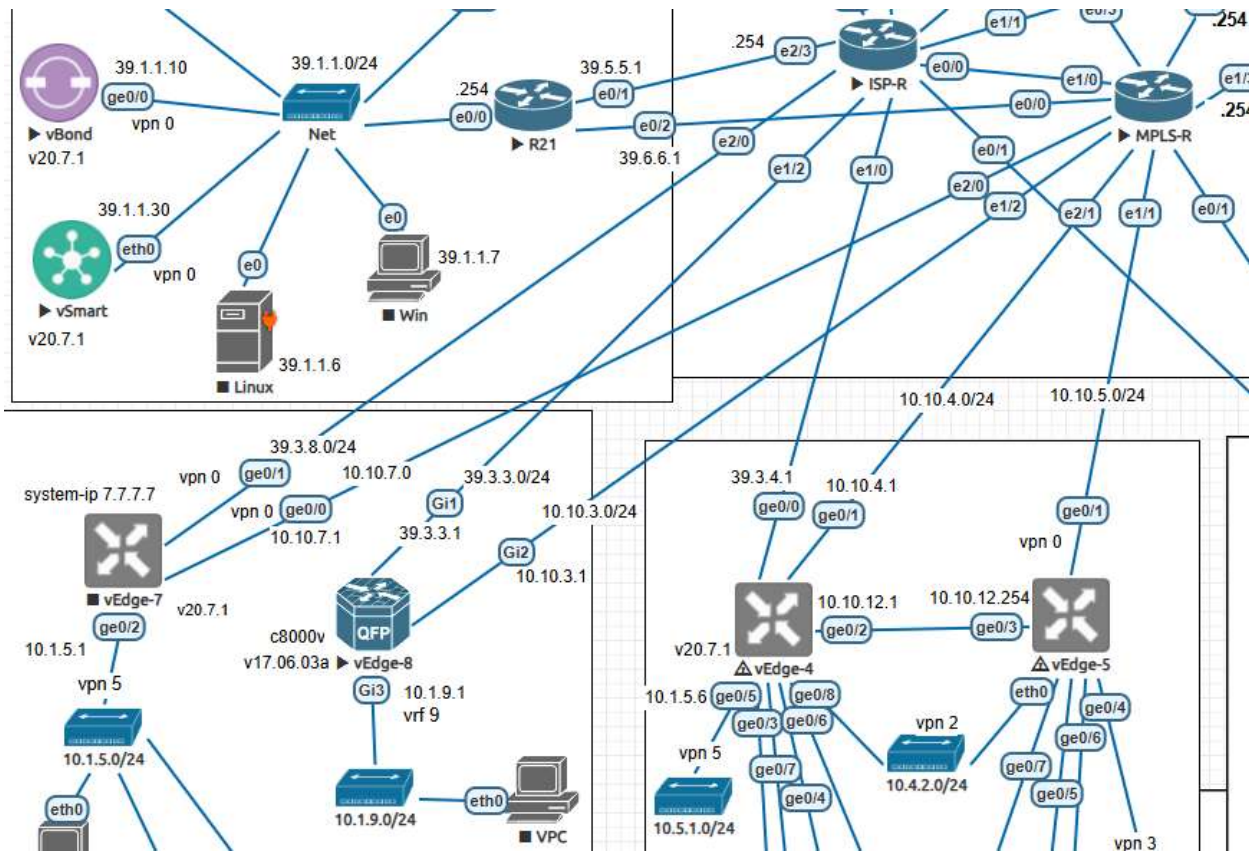 e1/1
e0/3
.254
.254
e2/3
39.1.1.10
ge0/0
39.1.1.0/24
.254
39.5.5.1
e0/1
ISP-R
e0/0
e1/0
e1/3
vBond
vpn 0
Net
e0/0
R21
e0/2
e0/0
MPLS-R
.254
v20.7.1
39.6.6.1
e2/0
e0/1
e1/2
e1/0
e2/0
39.1.1.30
e0
e1/2
e2/1
e1/1
e0/1
eth0
vpn 0
e0
39.1.1.7
vSmart
Win
v20.7.1
39.1.1.6
Linux
10.10.4.0/24
10.10.5.0/24
39.3.8.0/24
vpn 0
ge0/1
10.10.7.0
39.3.3.0/24
39.3.4.1
10.10.4.1
system-ip 7.7.7.7
vpn 0
ge0/0
Gi1
10.10.3.0/24
ge0/0
ge0/1
ge0/1
10.10.7.1
39.3.3.1
vpn 0
Gi2
10.10.3.1
vEdge-7
v20.7.1
10.10.12.1
10.10.12.254
ge0/2
c8000v
QFP
ge0/2
ge0/3
10.1.5.1
v17.06.03a
vEdge-8
v20.7.1
vEdge-4
vEdge-5
vpn 5
Gi3
10.1.9.1
vrf 9
10.1.5.6
ge0/5
ge0/8
eth0
ge0/4
ge0/3
ge0/6
vpn 2
ge0/6
10.1.5.0/24
vpn 5
ge0/7
ge0/7
10.4.2.0/24
eth0
10.1.9.0/24
eth0
VPC
10.5.1.0/24
ge0/4
ge0/5
vpn 3